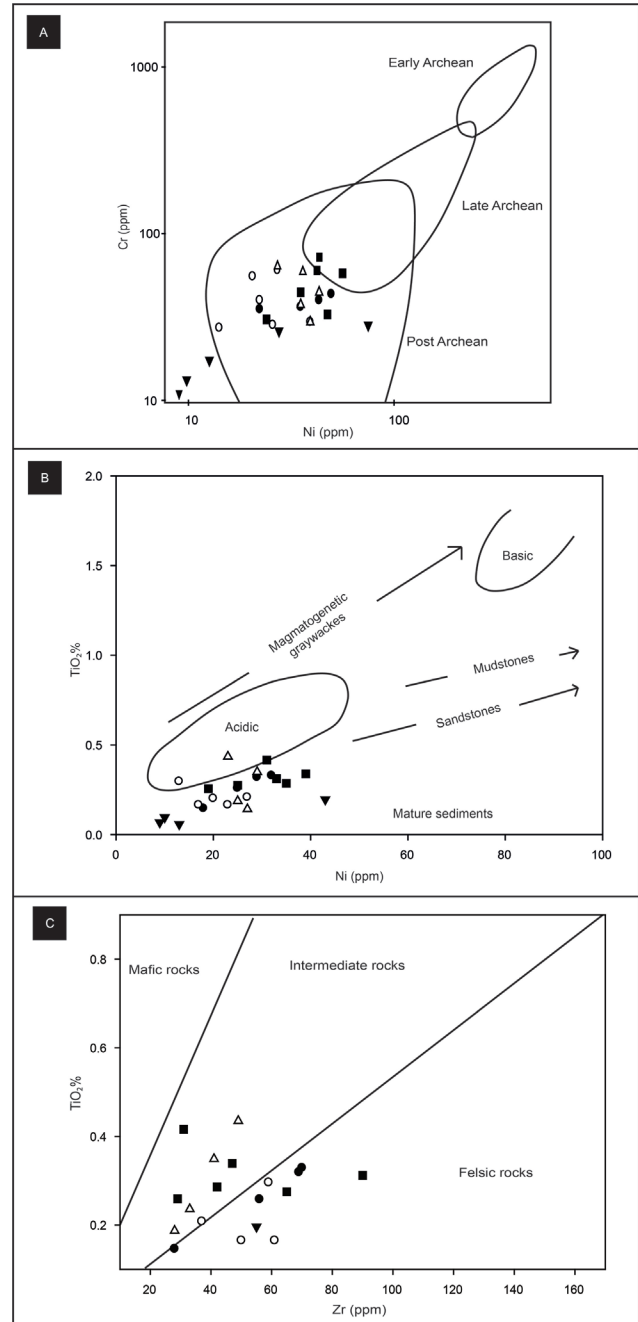 A
Early Archean
1000
Cr (ppm)
Late Archean
100
Post Archean
10
10
100
Ni (ppm)
B
2.0
Basic
1.5
Magmatogenetic
graywackes
TiO₂%
1.0
Mudstones
Sandstones
Acidic
0.5
Mature sediments
0.0
0
20
40
60
80
100
Ni (ppm)
C
Mafic rocks
Intermediate rocks
0.8
0.6
TiO₂%
0.4
Felsic rocks
0.2
20
40
60
80
100
120
140
160
Zr (ppm)